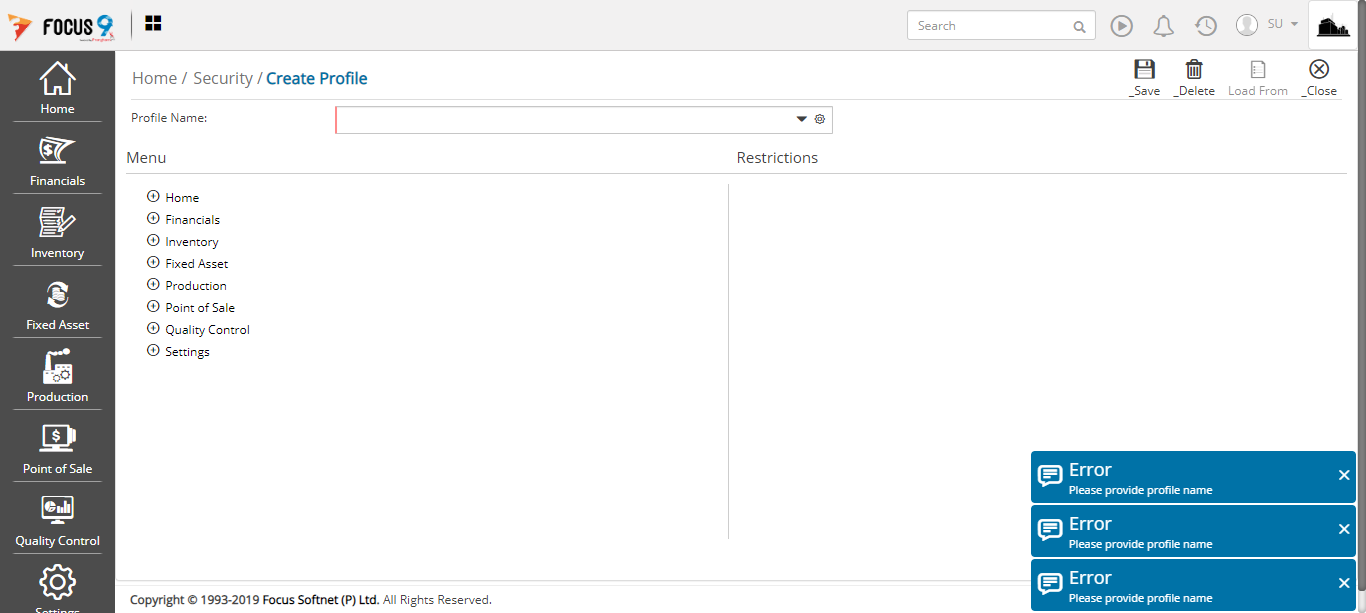 FOCUS 9
Search
SU
Home
Financials
Inventory
Fixed Asset
Production
Point of Sale
Quality Control
Settings
Home / Security / Create Profile
_Save
_Delete
Load From
_Close
Profile Name:
Menu
Restrictions
Home
Financials
Inventory
Fixed Asset
Production
Point of Sale
Quality Control
Settings
Error
Please provide profile name
Error
Please provide profile name
Error
Please provide profile name
Copyright © 1993-2019 Focus Softnet (P) Ltd. All Rights Reserved.